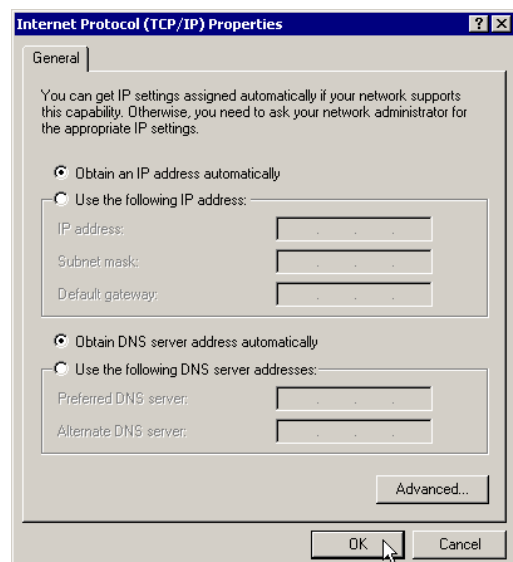 Internet Protocol (TCP/IP) Properties
General
You can get IP settings assigned automatically if your network supports
this capability. Otherwise, you need to ask your network administrator for
the appropriate IP settings.
Obtain an IP address automatically
Use the following IP address:
IP address:
Subnet mask:
Default gateway:
Obtain DNS server address automatically
Use the following DNS server addresses:
Preferred DNS server:
Alternate DNS server:
Advanced...
OK
Cancel